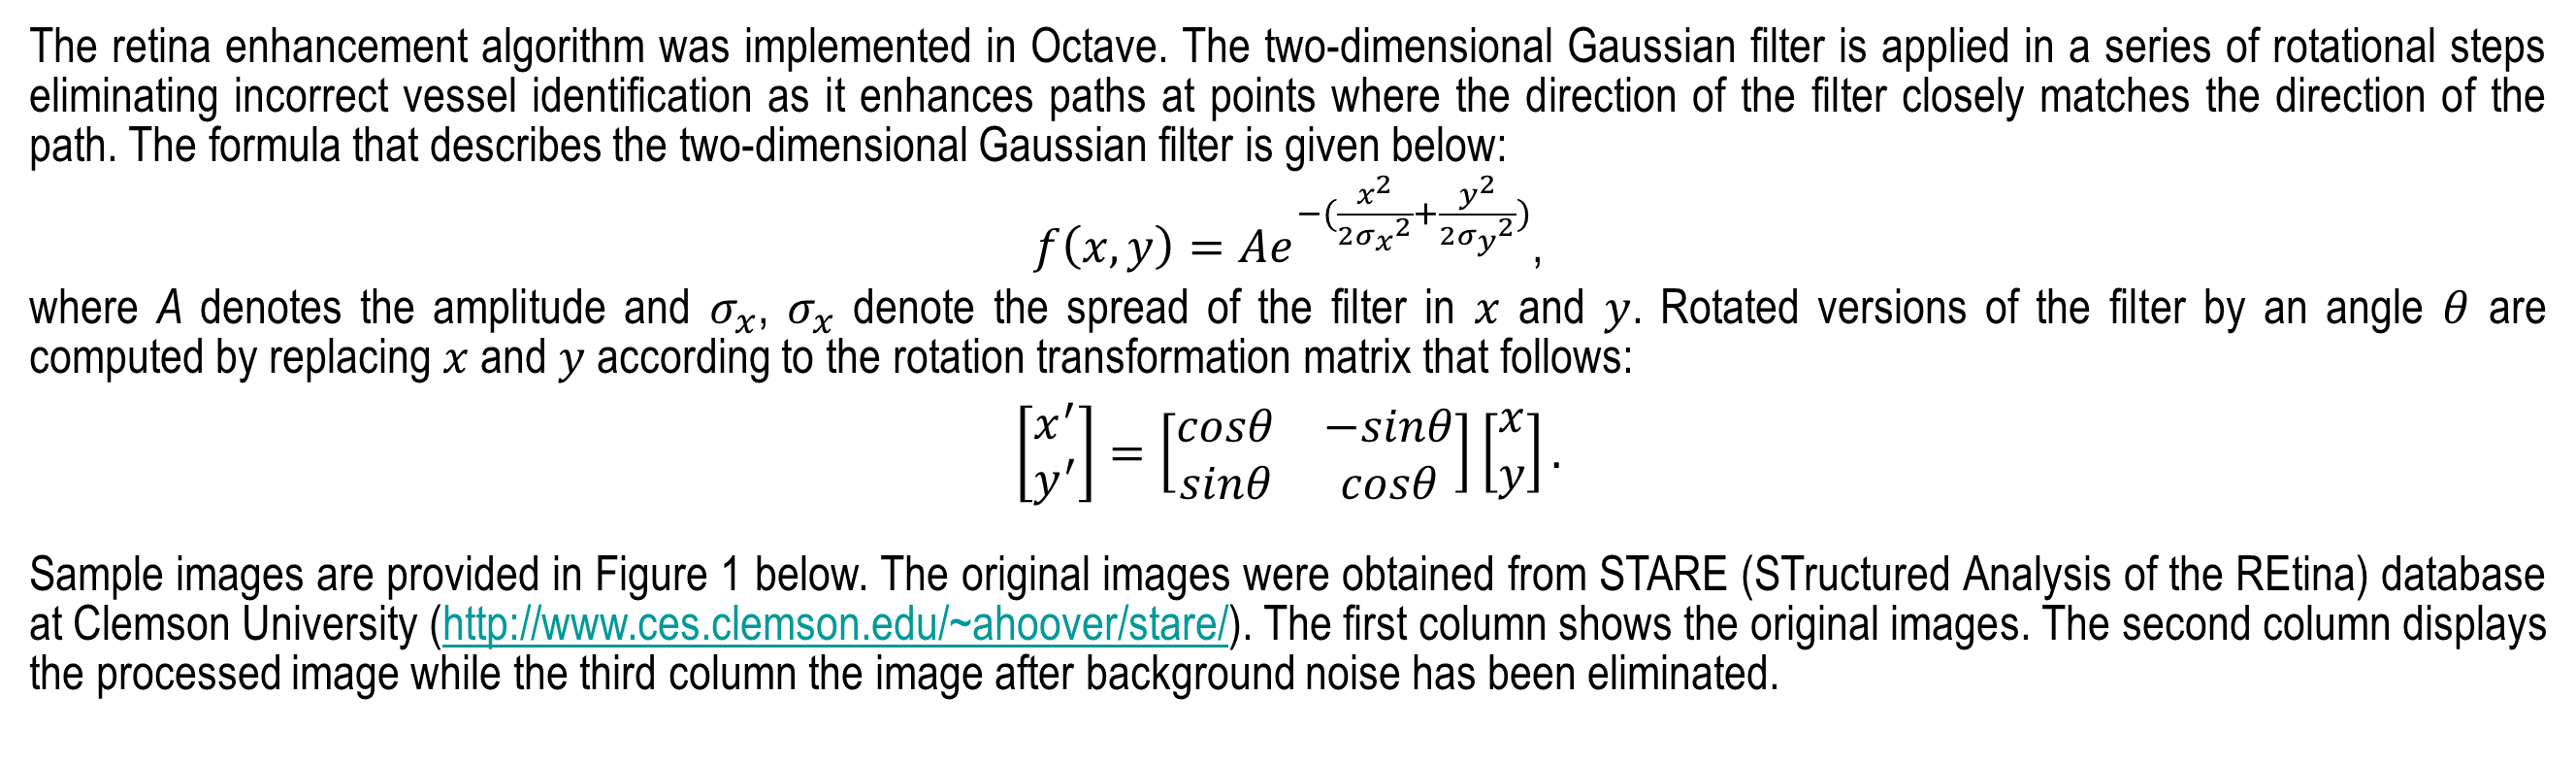 The retina enhancement algorithm was implemented in Octave. The two-dimensional Gaussian filter is applied in a series of rotational steps
eliminating incorrect vessel identification as it enhances paths at points where the direction of the filter closely matches the direction of the
path. The formula that describes the two-dimensional Gaussian filter is given below:
f(x,y) = Ae^{-(\frac{x^2}{2σ_x^2}+\frac{y^2}{2σ_y^2})},
where A denotes the amplitude and σ_x, σ_x denote the spread of the filter in x and y. Rotated versions of the filter by an angle θ are
computed by replacing x and y according to the rotation transformation matrix that follows:
[x′ y′] = [cosθ −sinθ sinθ cosθ] [x y].
Sample images are provided in Figure 1 below. The original images were obtained from STARE (STructured Analysis of the REtina) database
at Clemson University (http://www.ces.clemson.edu/~ahoover/stare/). The first column shows the original images. The second column displays
the processed image while the third column the image after background noise has been eliminated.